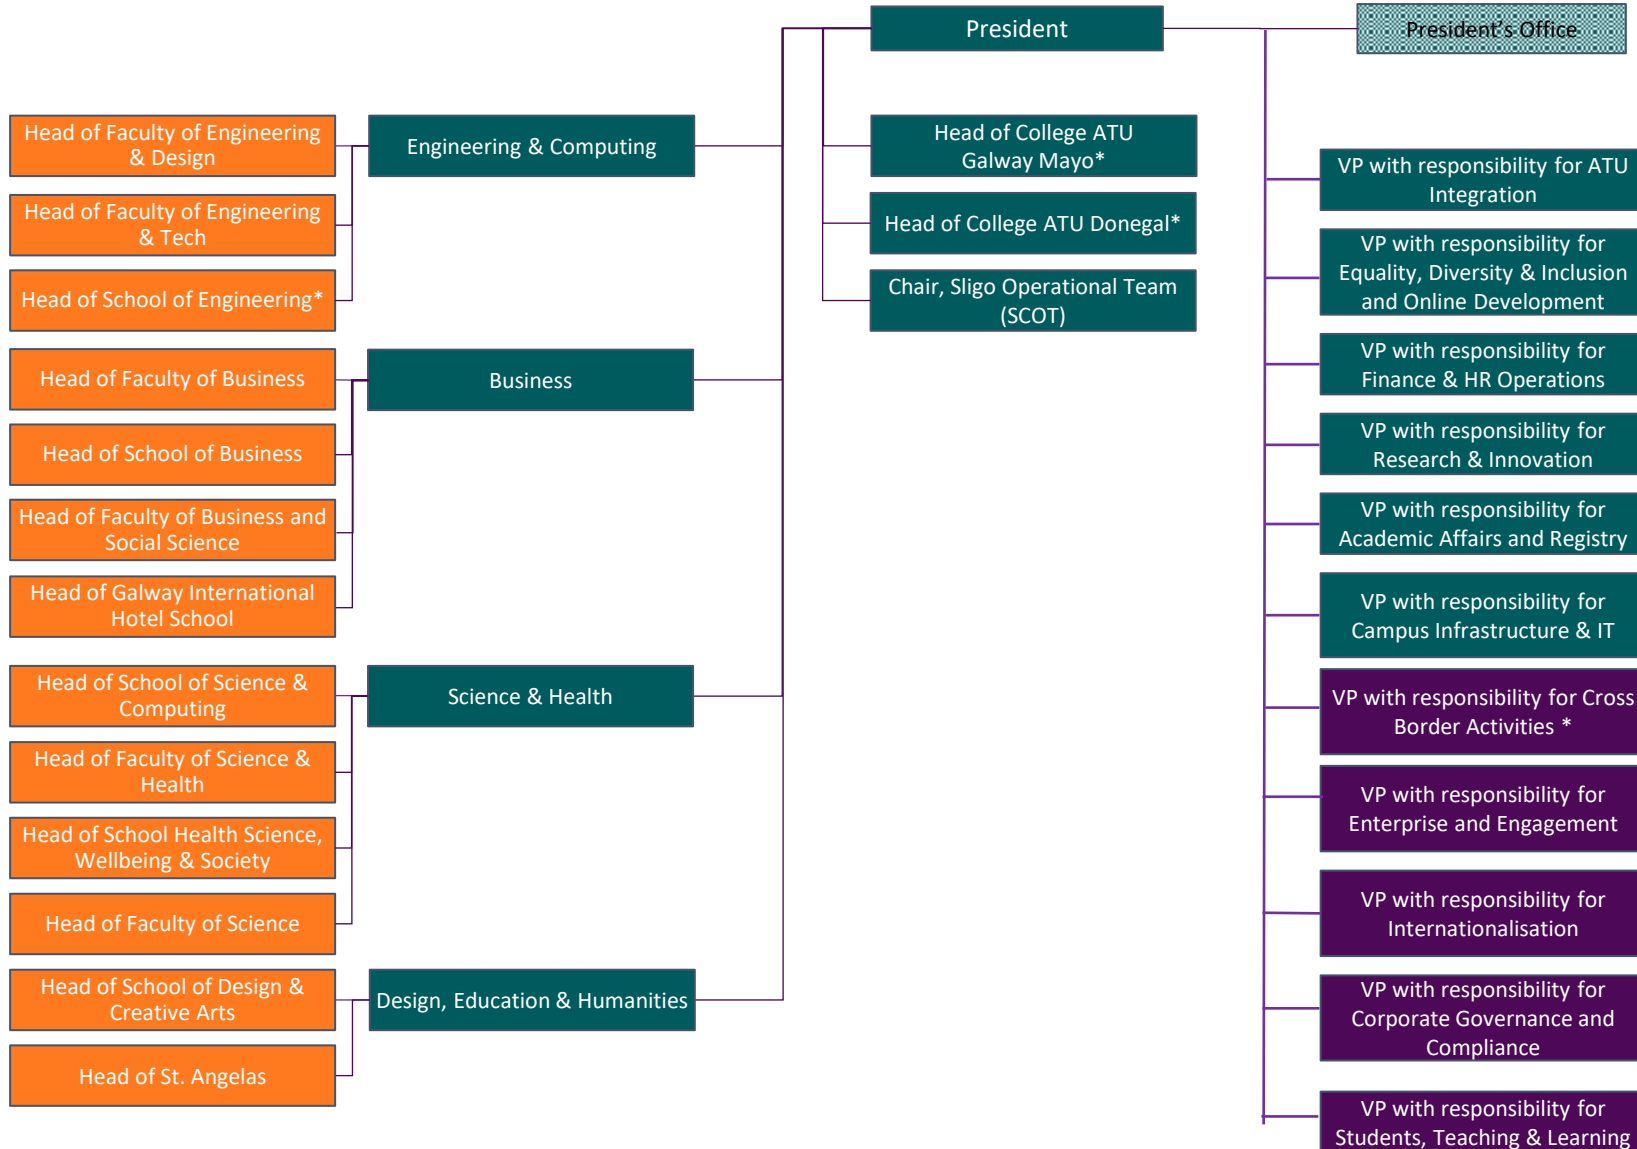 President
President's Office
Head of Faculty of Engineering
& Design
Head of Faculty of Engineering
& Tech
Head of School of Engineering*
Engineering & Computing
Head of Faculty of Business
Head of School of Business
Head of Faculty of Business and
Social Science
Head of Galway International
Hotel School
Business
Head of School of Science &
Computing
Head of Faculty of Science &
Health
Head of School Health Science,
Wellbeing & Society
Head of Faculty of Science
Science & Health
Head of School of Design &
Creative Arts
Head of St. Angelas
Design, Education & Humanities
Head of College ATU
Galway Mayo*
Head of College ATU Donegal*
Chair, Sligo Operational Team
(SCOT)
VP with responsibility for ATU
Integration
VP with responsibility for
Equality, Diversity & Inclusion
and Online Development
VP with responsibility for
Finance & HR Operations
VP with responsibility for
Research & Innovation
VP with responsibility for
Academic Affairs and Registry
VP with responsibility for
Campus Infrastructure & IT
VP with responsibility for Cross
Border Activities *
VP with responsibility for
Enterprise and Engagement
VP with responsibility for
Internationalisation
VP with responsibility for
Corporate Governance and
Compliance
VP with responsibility for
Students, Teaching & Learning